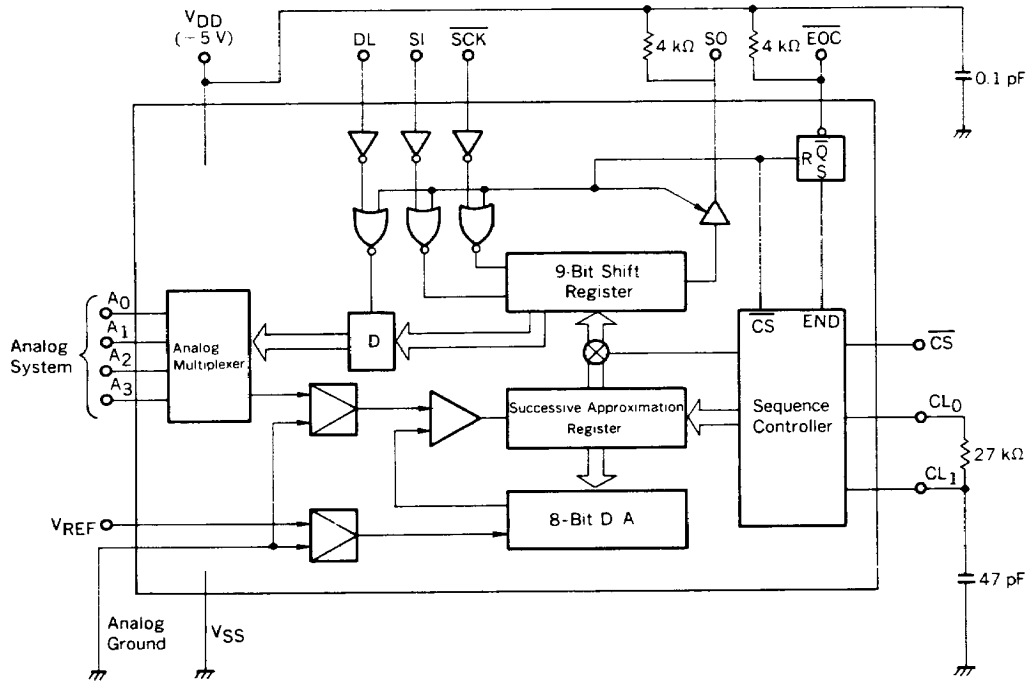 VDD
(−5 V)
DL
SI
SCK
4 kΩ
SO
4 kΩ
EOC
0.1 pF
R
Q
S
9-Bit Shift
Register
CS
END
A0
A1
A2
A3
Analog
System
Analog
Multiplexer
D
CS
Successive Approximation
Register
Sequence
Controller
CL0
27 kΩ
CL1
VREF
8-Bit D A
47 pF
Analog
Ground
VSS